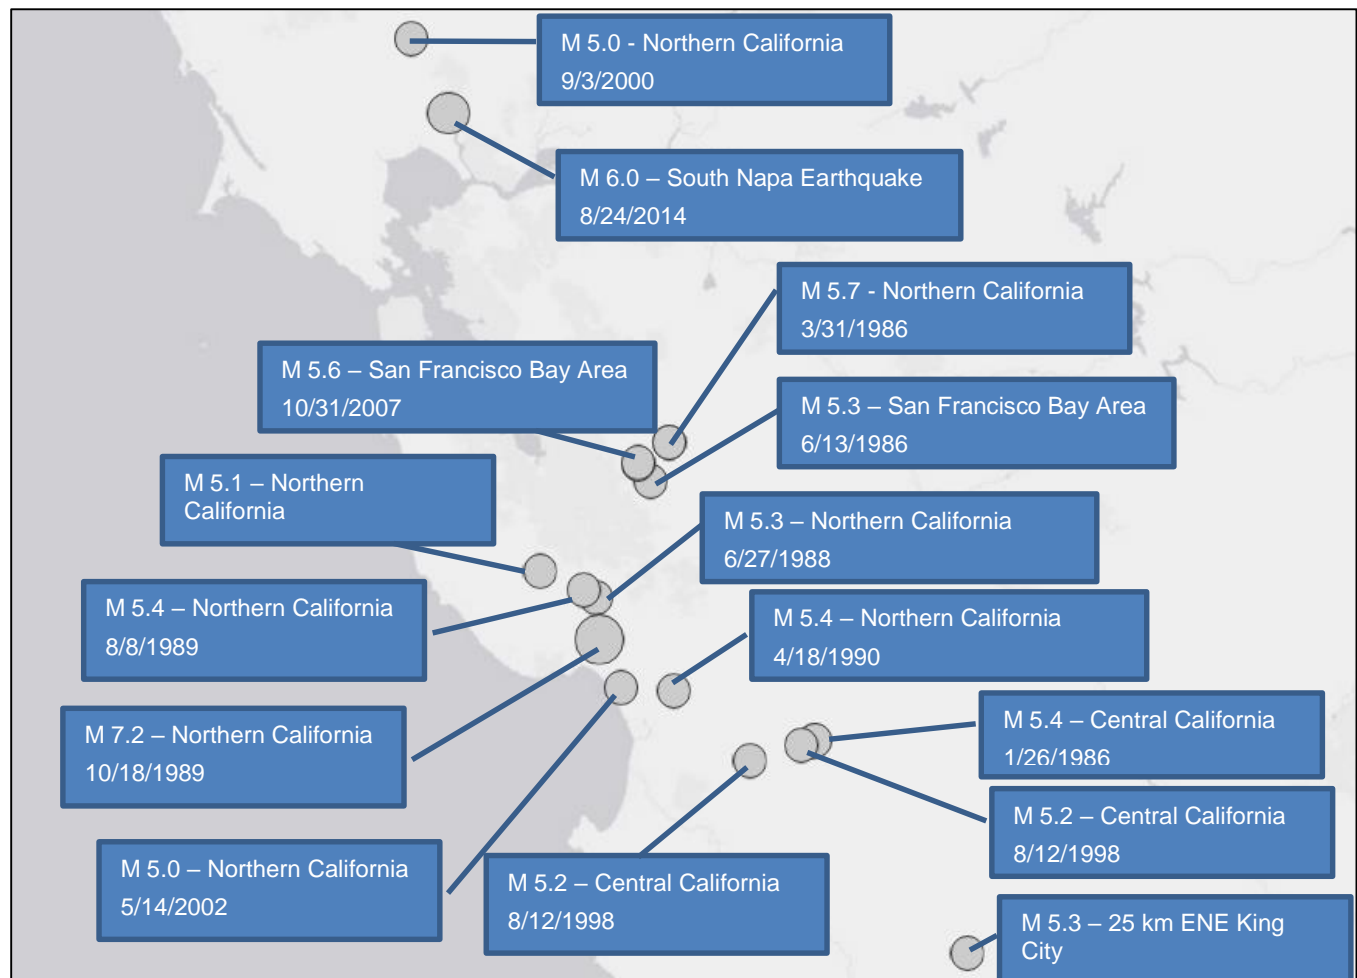 M 5.0 - Northern California
9/3/2000
M 6.0 – South Napa Earthquake
8/24/2014
M 5.7 - Northern California
3/31/1986
M 5.6 – San Francisco Bay Area
10/31/2007
M 5.3 – San Francisco Bay Area
6/13/1986
M 5.1 – Northern
California
M 5.3 – Northern California
6/27/1988
M 5.4 – Northern California
8/8/1989
M 5.4 – Northern California
4/18/1990
M 7.2 – Northern California
10/18/1989
M 5.4 – Central California
1/26/1986
M 5.2 – Central California
8/12/1998
M 5.0 – Northern California
5/14/2002
M 5.2 – Central California
8/12/1998
M 5.3 – 25 km ENE King
City